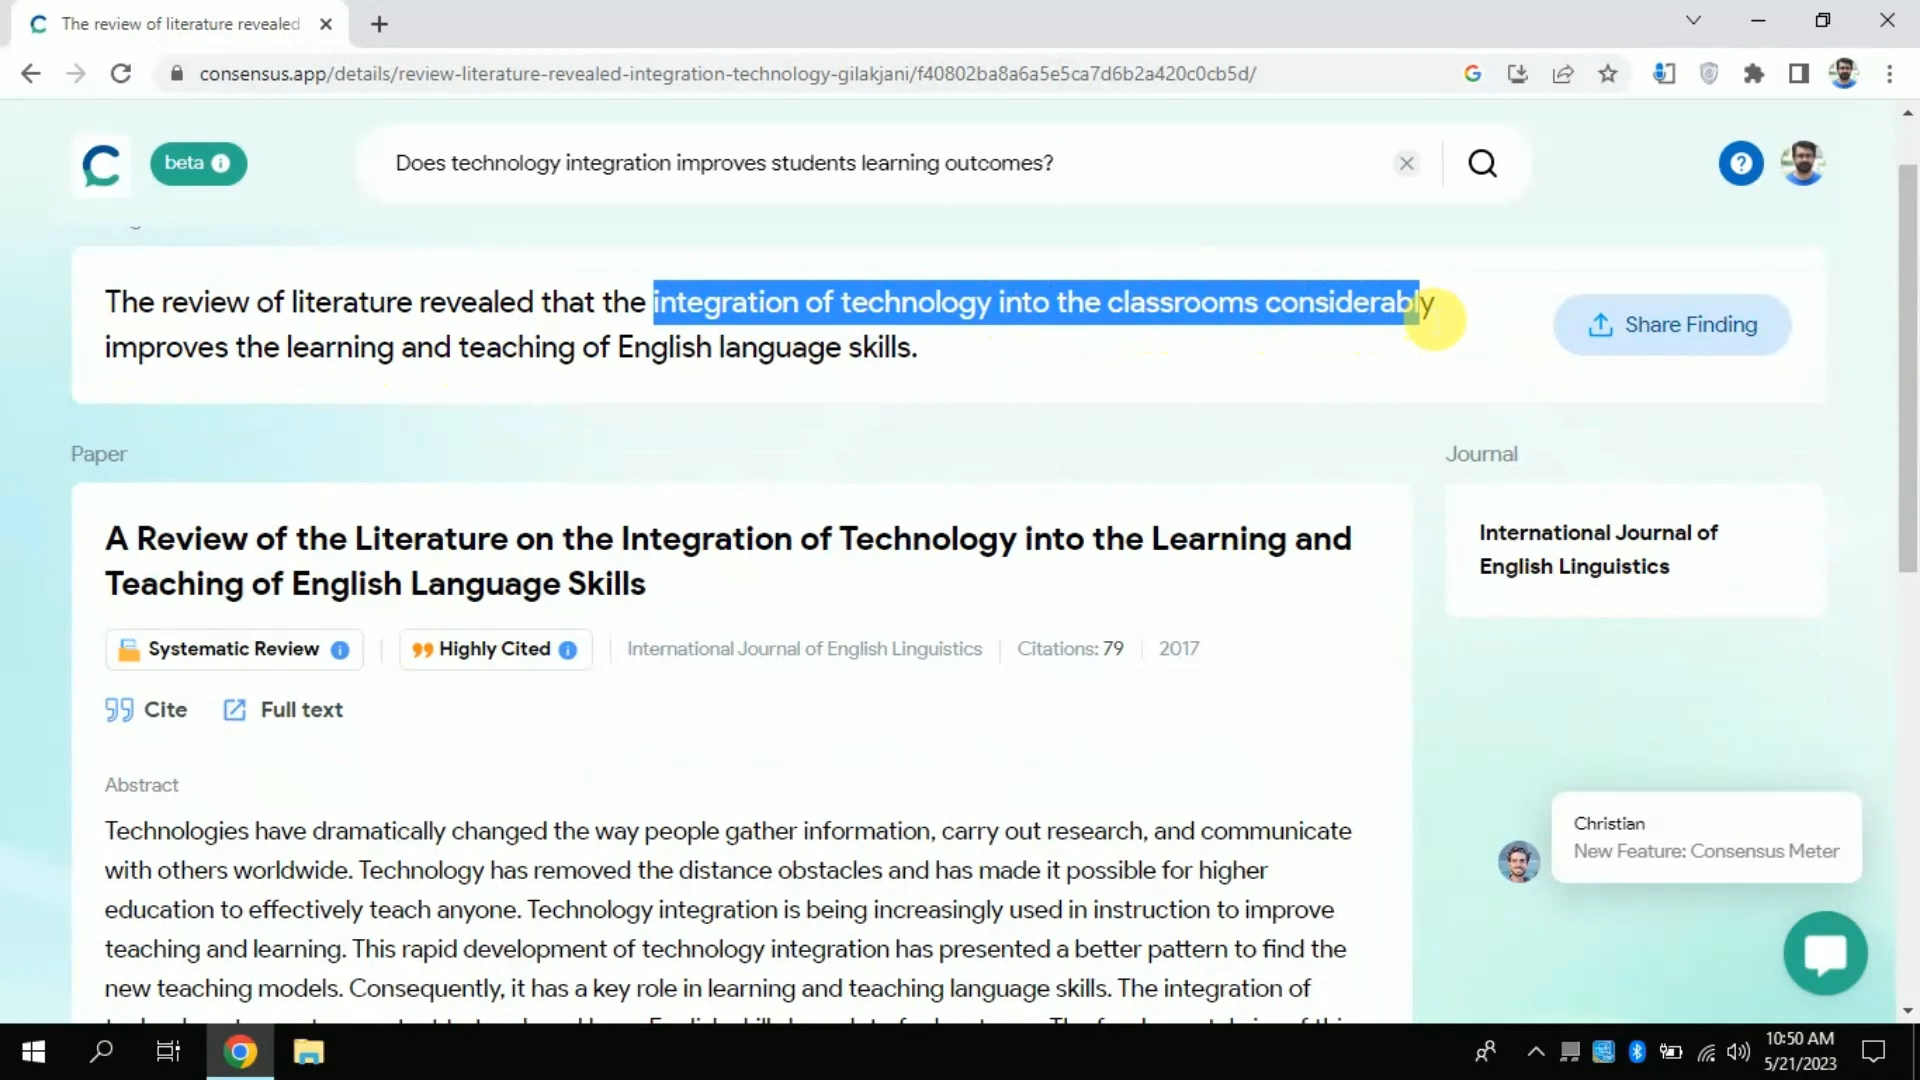 The review of literature revealed
consensus.app/details/review-literature-revealed-integration-technology-gilakjani/f40802ba8a6a5e5ca7d6b2a420c0cb5d/
beta
Does technology integration improves students learning outcomes?
The review of literature revealed that the integration of technology into the classrooms considerably
improves the learning and teaching of English language skills.
Share Finding
Paper
Journal
A Review of the Literature on the Integration of Technology into the Learning and
Teaching of English Language Skills
International Journal of
English Linguistics
Systematic Review
Highly Cited
International Journal of English Linguistics
Citations: 79
2017
Cite
Full text
Abstract
Technologies have dramatically changed the way people gather information, carry out research, and communicate
with others worldwide. Technology has removed the distance obstacles and has made it possible for higher
education to effectively teach anyone. Technology integration is being increasingly used in instruction to improve
teaching and learning. This rapid development of technology integration has presented a better pattern to find the
new teaching models. Consequently, it has a key role in learning and teaching language skills. The integration of
Christian
New Feature: Consensus Meter
10:50 AM
5/21/2023